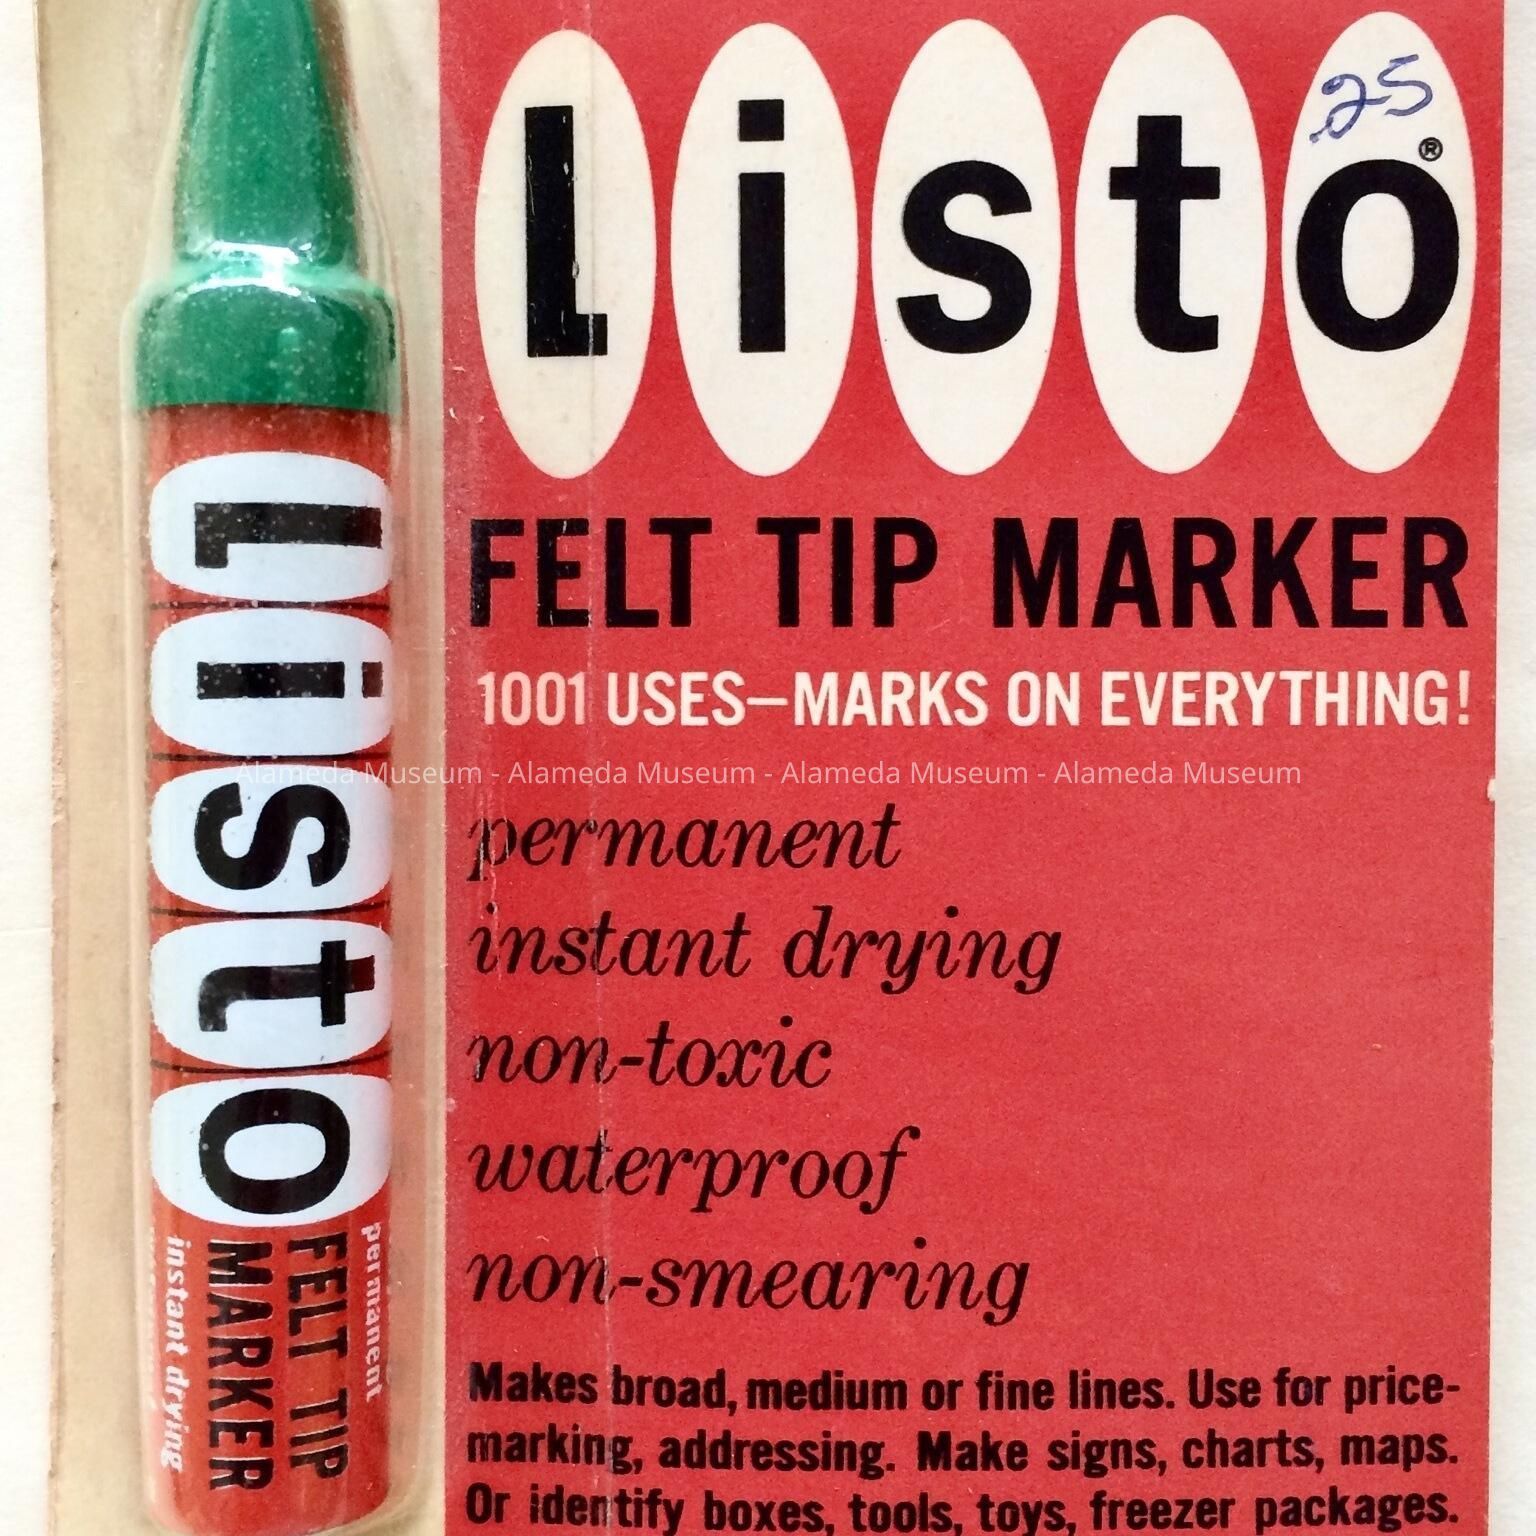 .25
Listo®
FELT TIP MARKER
1001 USES—MARKS ON EVERYTHING!
permanent
instant drying
non-toxic
waterproof
non-smearing
Makes broad, medium or fine lines. Use for price-
marking, addressing. Make signs, charts, maps.
Or identify boxes, tools, toys, freezer packages.
Listo
FELT TIP
MARKER
permanent
instant drying
Alameda Museum - Alameda Museum - Alameda Museum - Alameda Museum